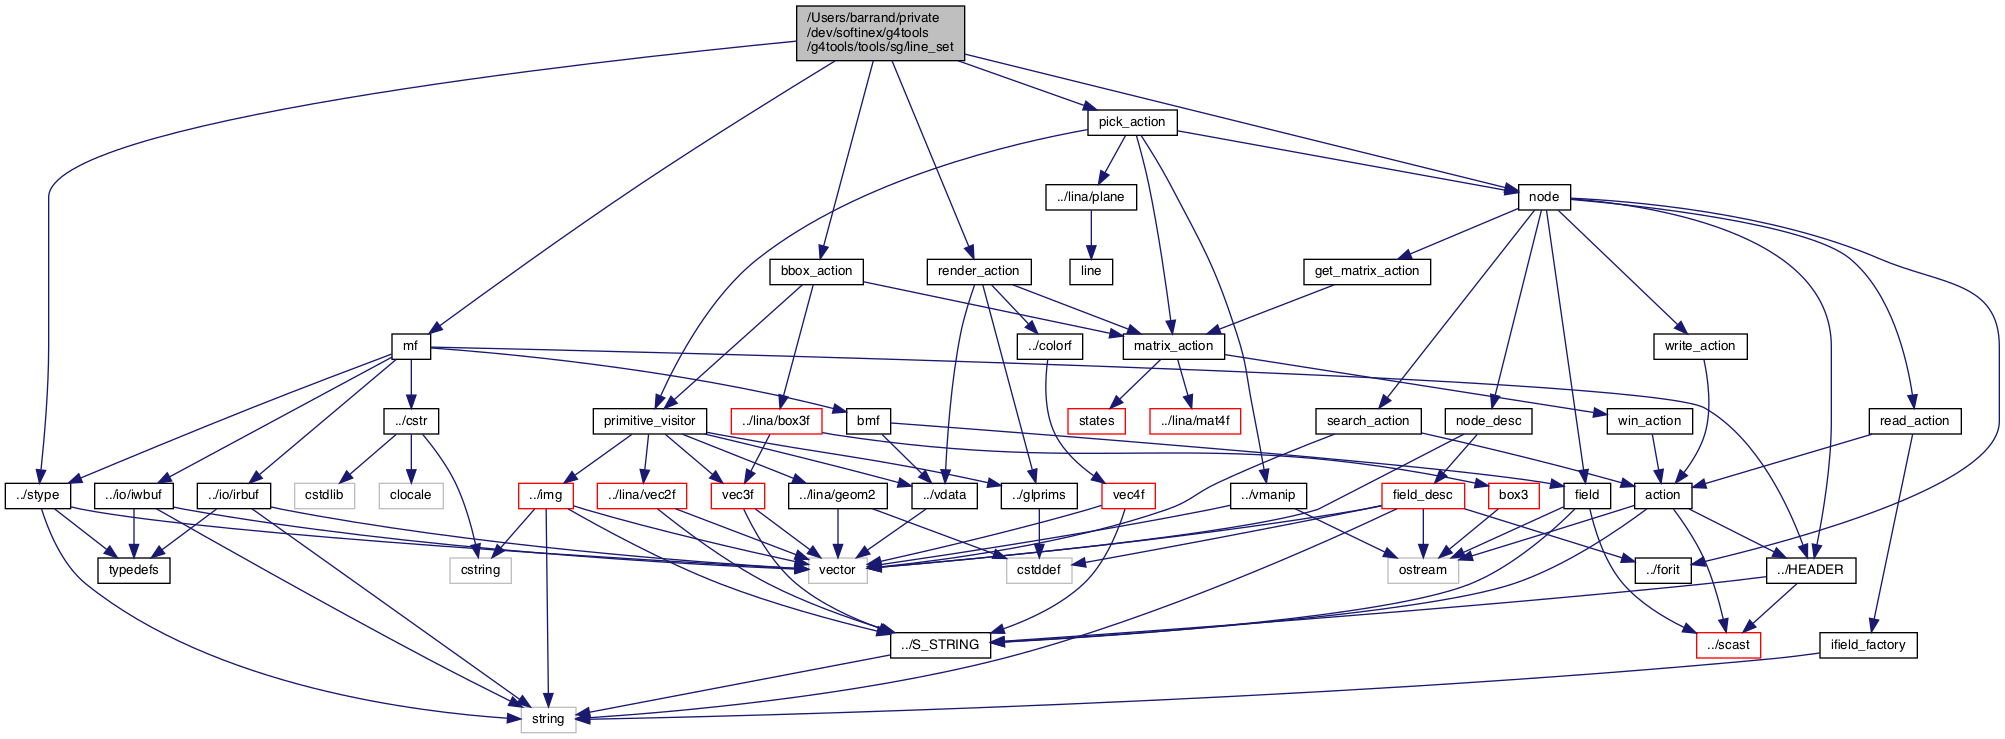 /Users/barrand/private
/dev/softinex/g4tools
/g4tools/tools/sg/line_set
pick_action
../lina/plane
node
bbox_action
render_action
line
get_matrix_action
mf
../colorf
matrix_action
write_action
../cstr
primitive_visitor
../lina/box3f
bmf
states
../lina/mat4f
search_action
node_desc
win_action
read_action
../stype
../io/iwbuf
../io/irbuf
cstdlib
clocale
../img
../lina/vec2f
vec3f
../lina/geom2
../vdata
../glprims
vec4f
../vmanip
field_desc
box3
field
action
typedefs
cstring
vector
cstddef
ostream
../forit
../HEADER
../S_STRING
../scast
ifield_factory
string